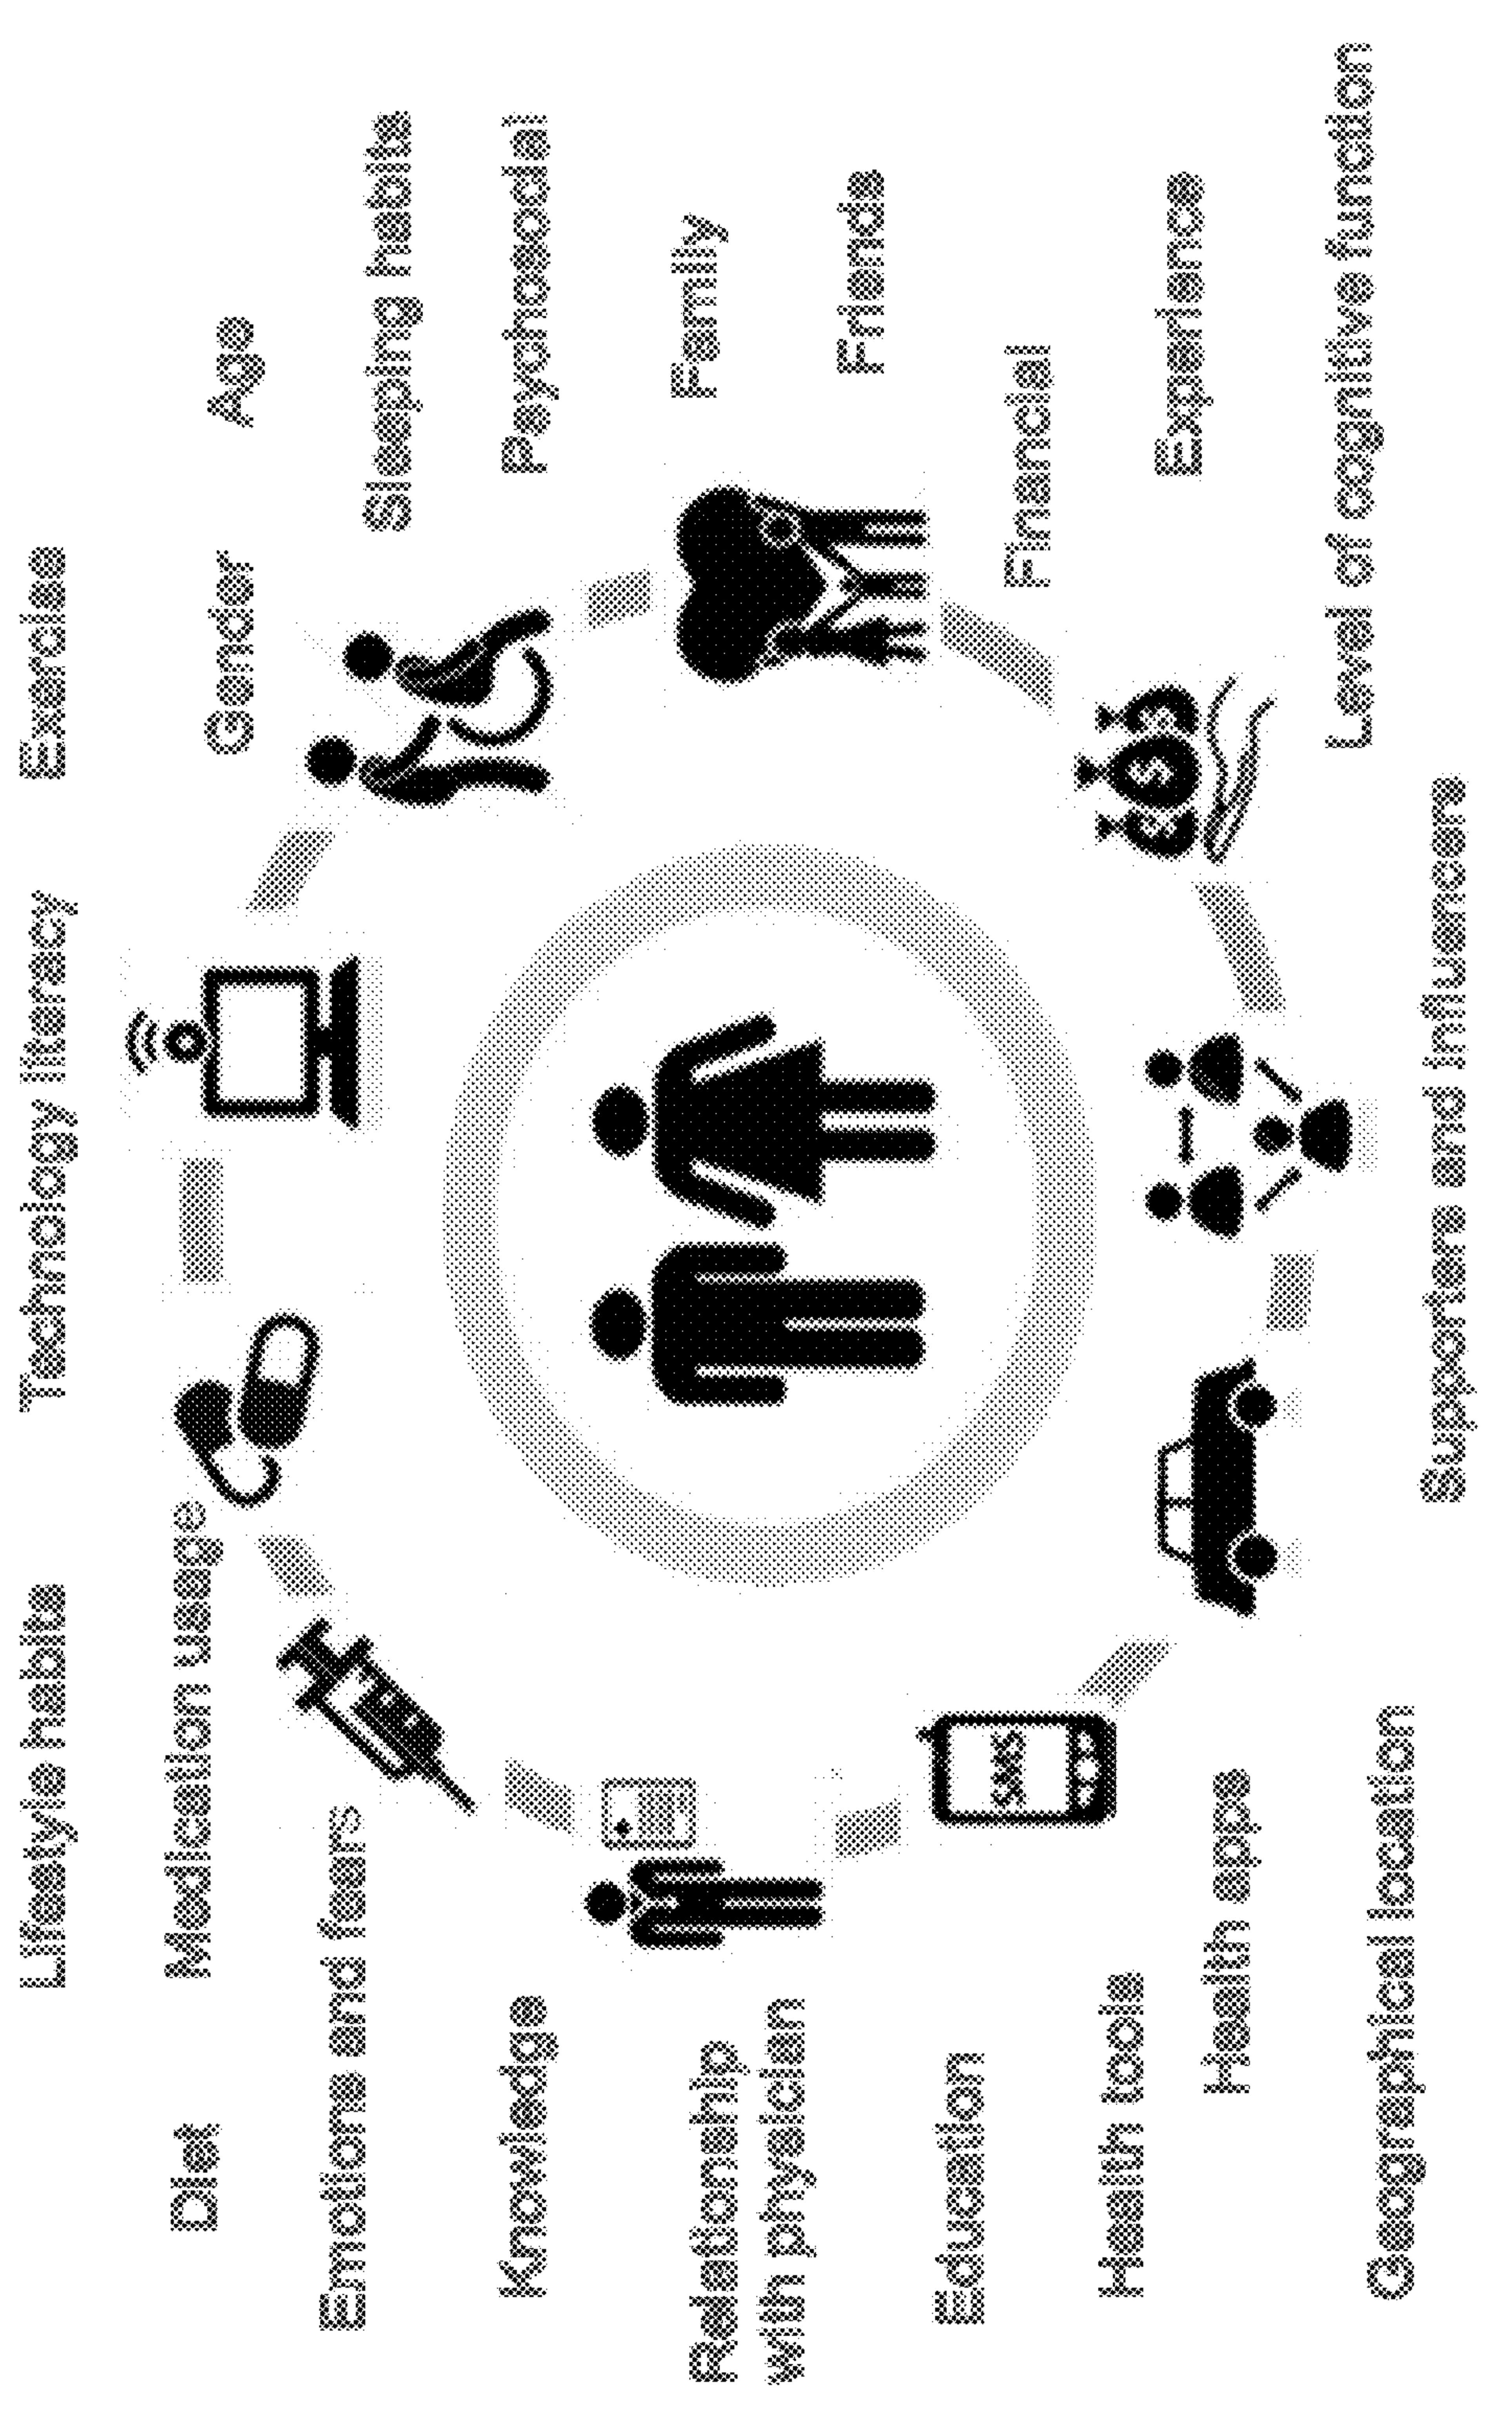 Lifestyle habits
Technology literacy
Exercise
Diet
Medication usage
Gender
Age
Emotions and fears
Sleeping habits
Knowledge
Psychosocial
Relationship
with physician
Family
Friends
Education
SMS
Financial
Health tools
£$3
Experience
Health apps
Geographical location
Level of cognitive function
Supporters and influencers